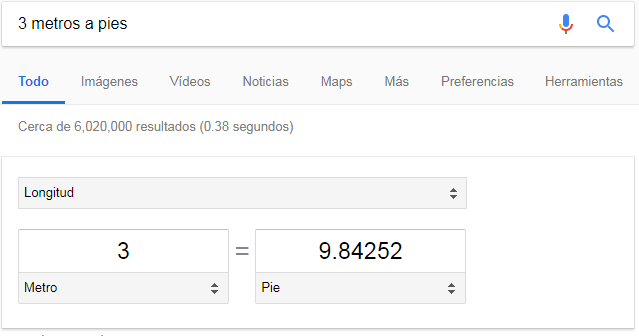 3 metros a pies
Todo Imágenes Vídeos Noticias Maps Más Preferencias Herramientas
Cerca de 6,020,000 resultados (0.38 segundos)
Longitud
3 = 9.84252
Metro Pie